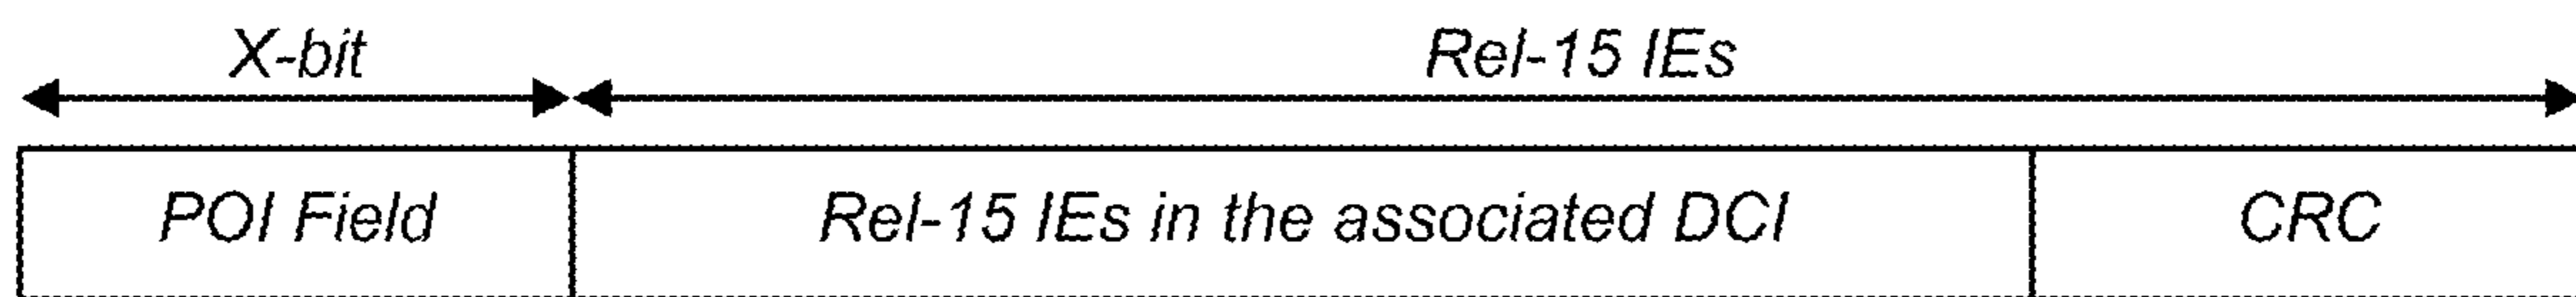 X-bit Rel-15 IEs
POI Field Rel-15 IEs in the associated DCI CRC